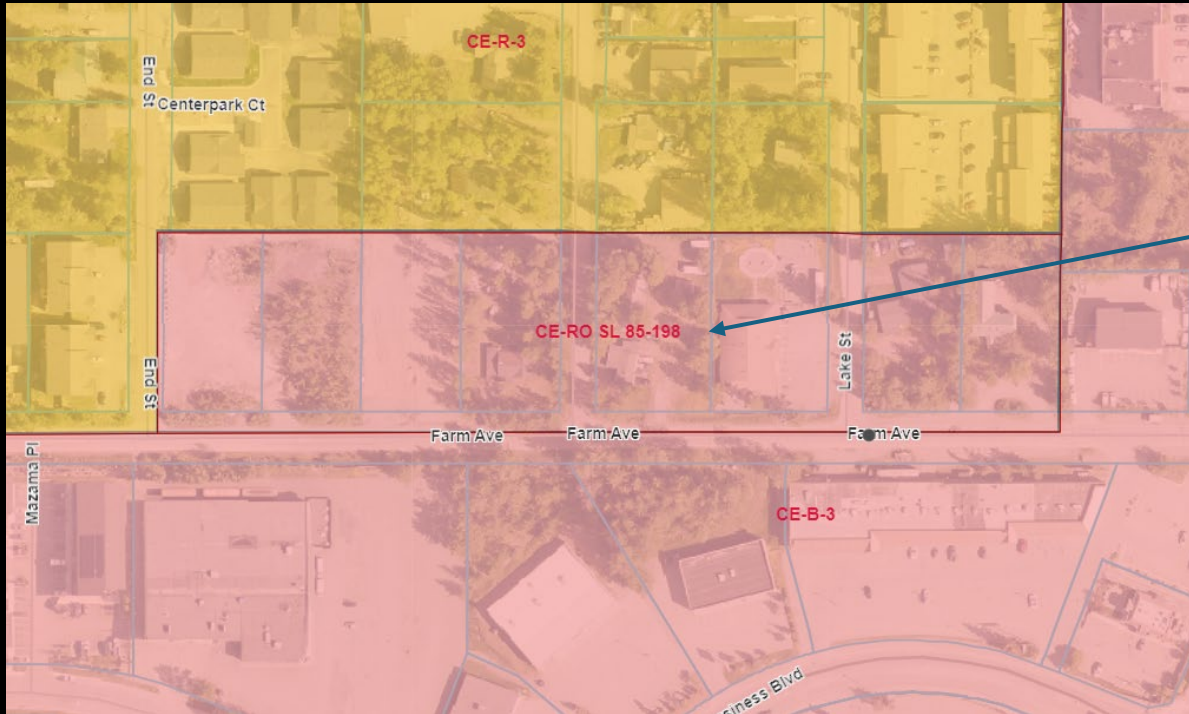 CE-R-3
End St
Centerpark Ct
CE-RO SL 85-198
Lake St
End St
Farm Ave
Farm Ave
Farm Ave
Mazama Pl
CE-B-3
Blvd